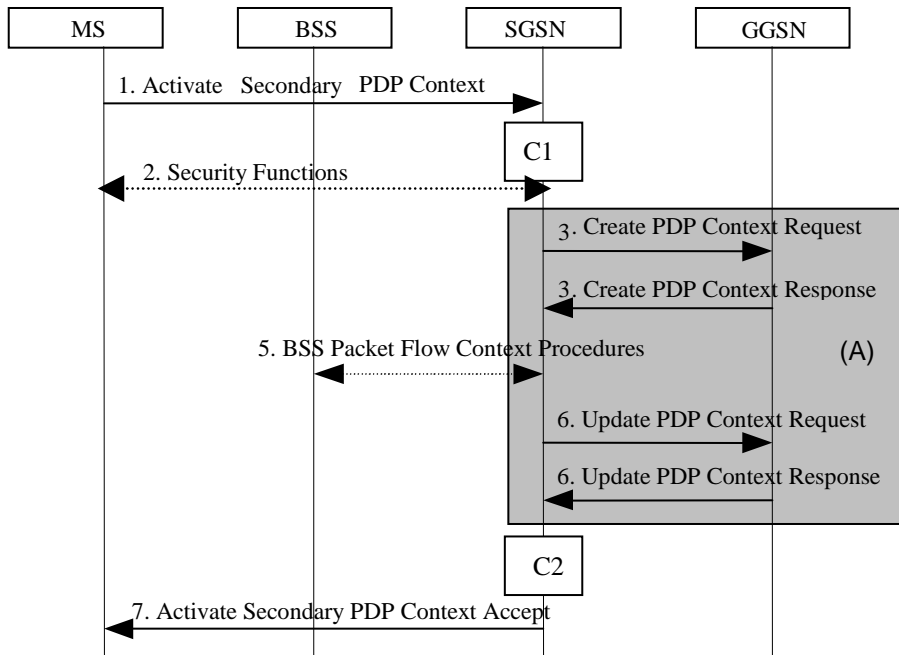 MS
BSS
SGSN
GGSN
1. Activate Secondary PDP Context
C1
2. Security Functions
3. Create PDP Context Request
3. Create PDP Context Response
5. BSS Packet Flow Context Procedures
(A)
6. Update PDP Context Request
6. Update PDP Context Response
C2
7. Activate Secondary PDP Context Accept